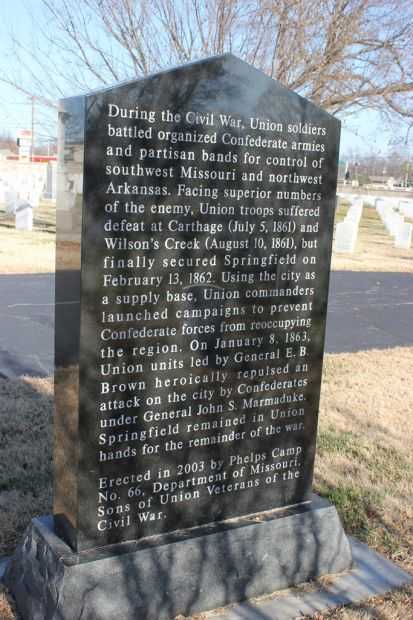 During the Civil War, Union soldiers
battled organized Confederate armies
and partisan bands for control of
southwest Missouri and northwest
Arkansas. Facing superior numbers
of the enemy, Union troops suffered
defeat at Carthage (July 5, 1861) and
Wilson's Creek (August 10, 1861), but
finally secured Springfield on
February 13, 1862. Using the city as
a supply base, Union commanders
launched campaigns to prevent
Confederate forces from reoccupying
the region. On January 8, 1863,
Union units led by General E. B.
Brown heroically repulsed an
attack on the city by Confederates
under General John S. Marmaduke.
Springfield remained in Union
hands for the remainder of the war.
Erected in 2003 by Phelps Camp
No. 66, Department of Missouri,
Sons of Union Veterans of the
Civil War.